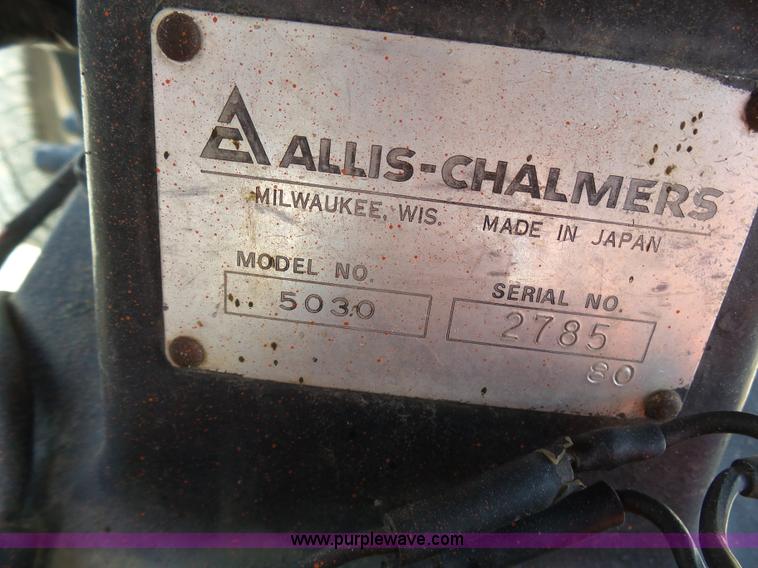 ALLIS-CHALMERS
MILWAUKEE, WIS. MADE IN JAPAN
MODEL NO. SERIAL NO.
5030 2785
80
www.purplewave.com